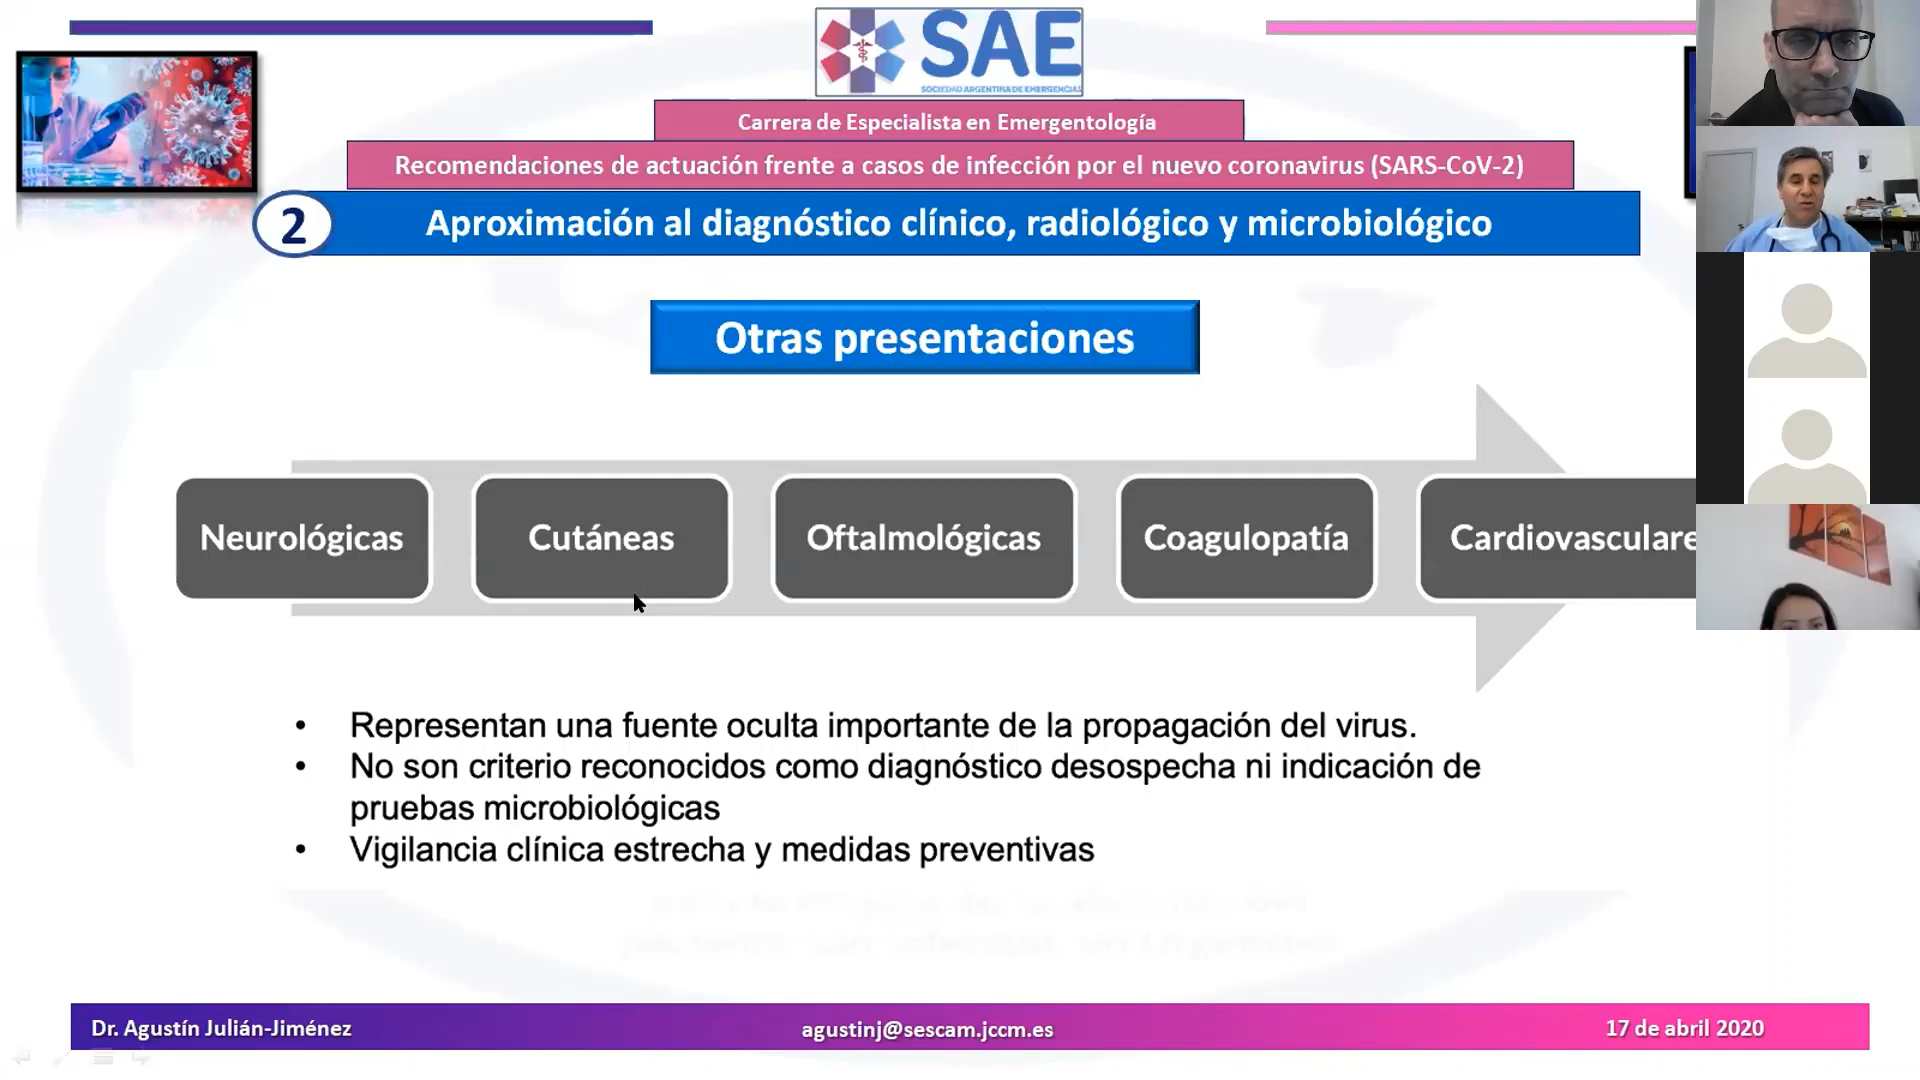 SAE
SOCIEDAD ARGENTINA DE EMERGENCIAS
Carrera de Especialista en Emergentología
Recomendaciones de actuación frente a casos de infección por el nuevo coronavirus (SARS-CoV-2)
2
Aproximación al diagnóstico clínico, radiológico y microbiológico
Otras presentaciones
Neurológicas
Cutáneas
Oftalmológicas
Coagulopatía
Cardiovasculare
• Representan una fuente oculta importante de la propagación del virus.
• No son criterio reconocidos como diagnóstico desospecha ni indicación de
pruebas microbiológicas
• Vigilancia clínica estrecha y medidas preventivas
Dr. Agustín Julián-Jiménez
agustinj@sescam.jccm.es
17 de abril 2020